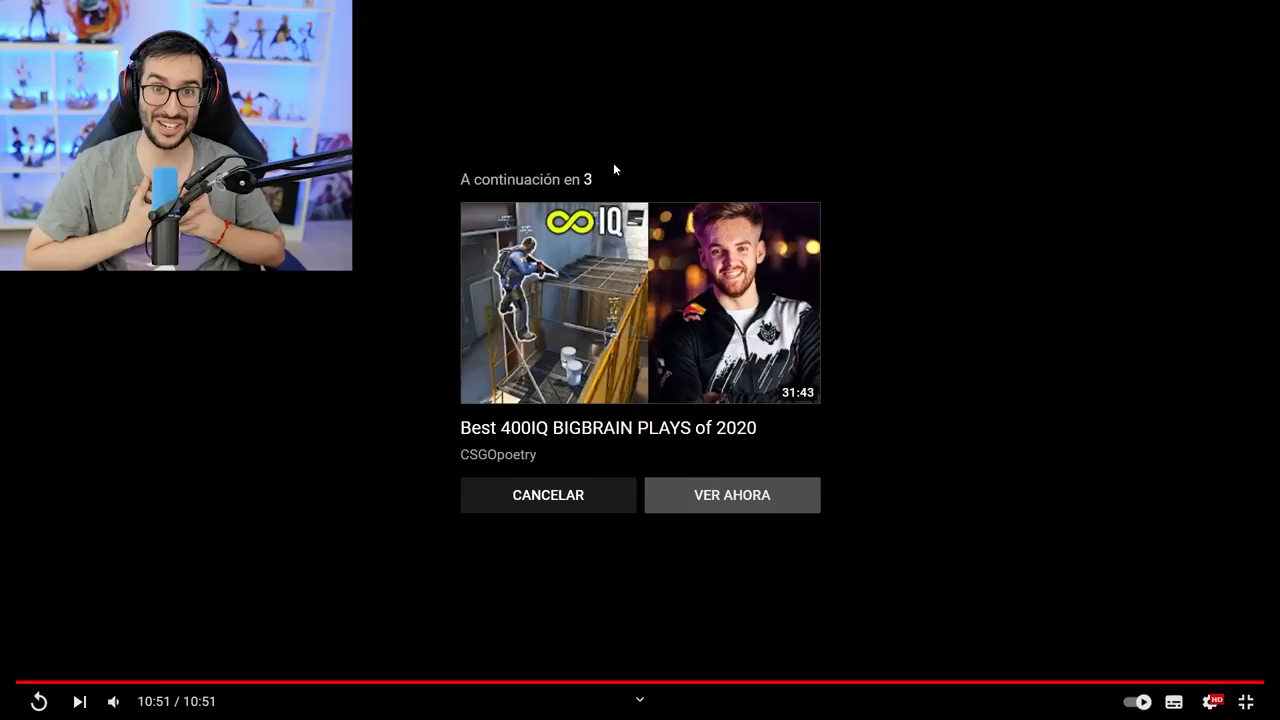 A continuación en 3
∞ IQ
31:43
Best 400IQ BIGBRAIN PLAYS of 2020
CSGOpoetry
CANCELAR
VER AHORA
10:51 / 10:51
HD